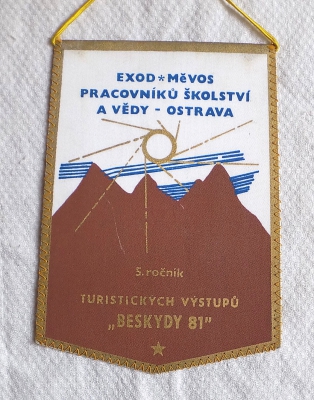 EXOD*MěVOS
PRACOVNÍKŮ ŠKOLSTVÍ
A VĚDY - OSTRAVA
5. ročník
TURISTICKÝCH VÝSTUPŮ
„BESKYDY 81"